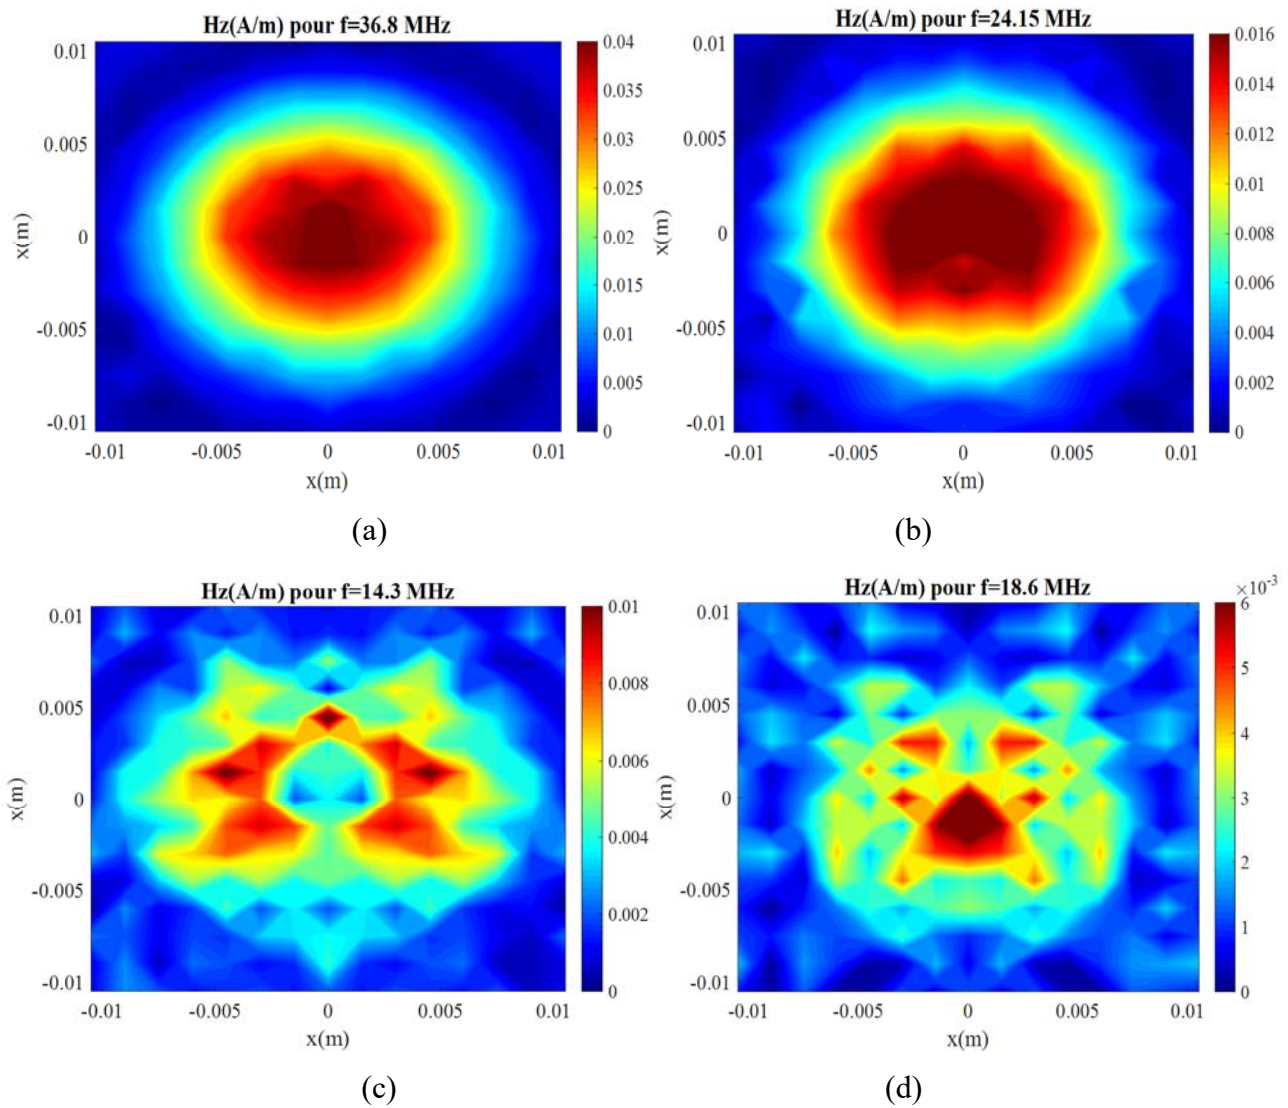 Hz(A/m) pour f=36.8 MHz
0.01
0.005
0
-0.005
-0.01
x(m)
-0.01 -0.005 0 0.005 0.01
x(m)
0.04
0.035
0.03
0.025
0.02
0.015
0.01
0.005
0
(a)
Hz(A/m) pour f=24.15 MHz
0.01
0.005
0
-0.005
-0.01
x(m)
-0.01 -0.005 0 0.005 0.01
x(m)
0.016
0.014
0.012
0.01
0.008
0.006
0.004
0.002
0
(b)
Hz(A/m) pour f=14.3 MHz
0.01
0.005
0
-0.005
-0.01
x(m)
-0.01 -0.005 0 0.005 0.01
x(m)
0.01
0.008
0.006
0.004
0.002
0
(c)
Hz(A/m) pour f=18.6 MHz
0.01
0.005
0
-0.005
-0.01
x(m)
-0.01 -0.005 0 0.005 0.01
x(m)
×10⁻³
6
5
4
3
2
1
0
(d)